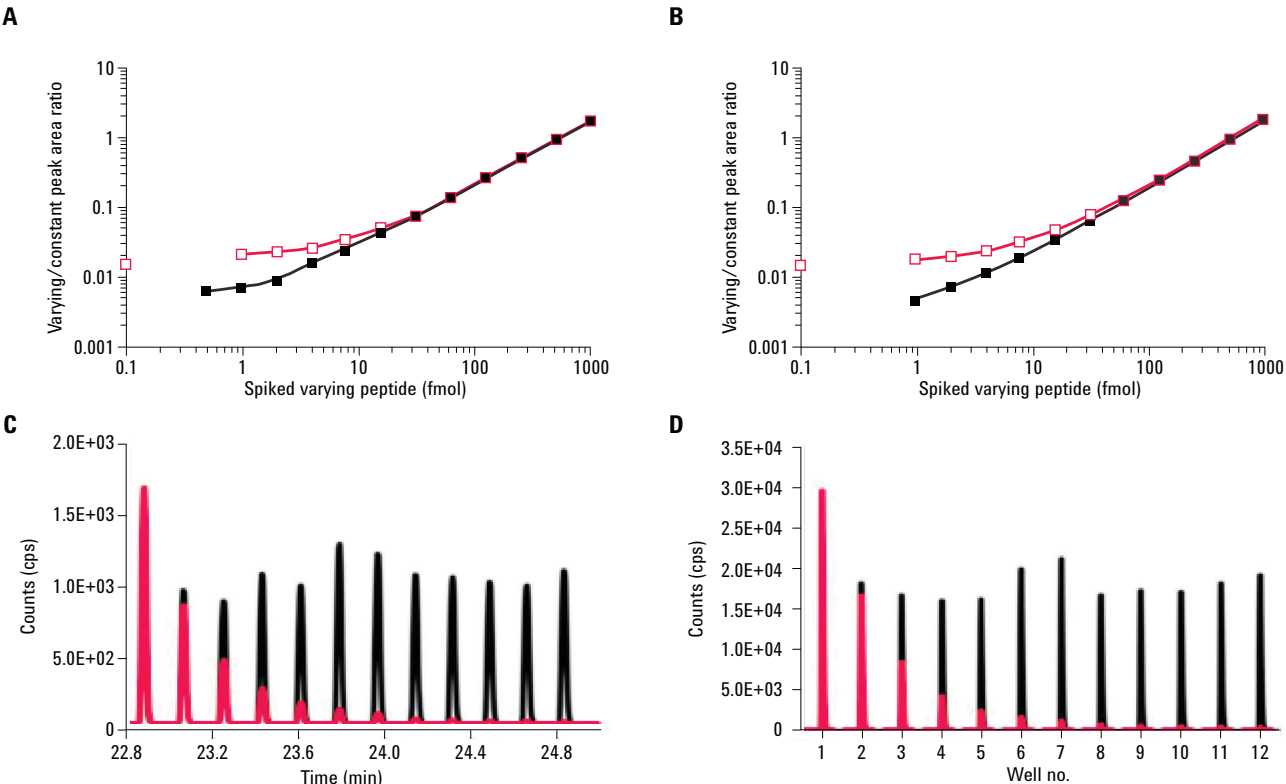 A
Varying/constant peak area ratio
10
1
0.1
0.01
0.001
0.1 1 10 100 1000
Spiked varying peptide (fmol)
B
Varying/constant peak area ratio
10
1
0.1
0.01
0.001
0.1 1 10 100 1000
Spiked varying peptide (fmol)
C
Counts (cps)
2.0E+03
1.5E+03
1.0E+03
5.0E+02
0
22.8 23.2 23.6 24.0 24.4 24.8
Time (min)
D
Counts (cps)
3.5E+04
3.0E+04
2.5E+04
2.0E+04
1.5E+04
1.0E+04
5.0E+03
0
1 2 3 4 5 6 7 8 9 10 11 12
Well no.